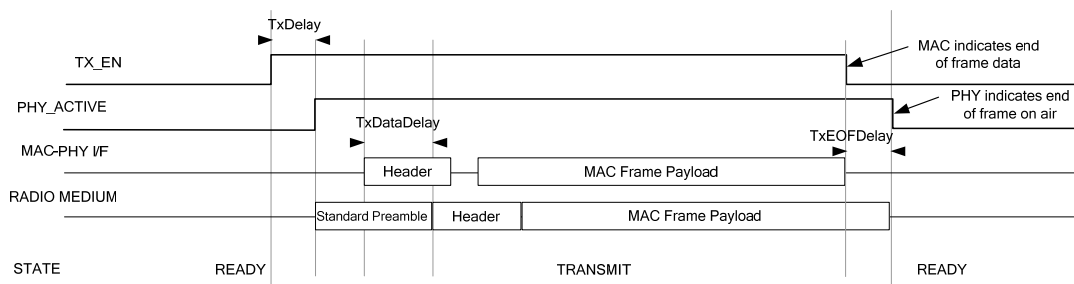 TxDelay
TX_EN
MAC indicates end
of frame data
PHY_ACTIVE
PHY indicates end
of frame on air
TxDataDelay
TxEOFDelay
MAC-PHY I/F
Header
MAC Frame Payload
RADIO MEDIUM
Standard Preamble
Header
MAC Frame Payload
STATE
READY
TRANSMIT
READY